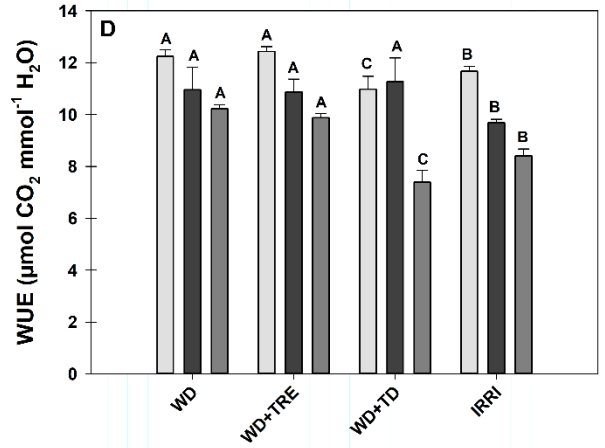 D
WUE (µmol CO₂ mmol⁻¹ H₂O)
14
12
10
8
6
4
2
0
A A A
A A A
C A C
B B B
WD
WD+TRE
WD+TD
IRRI